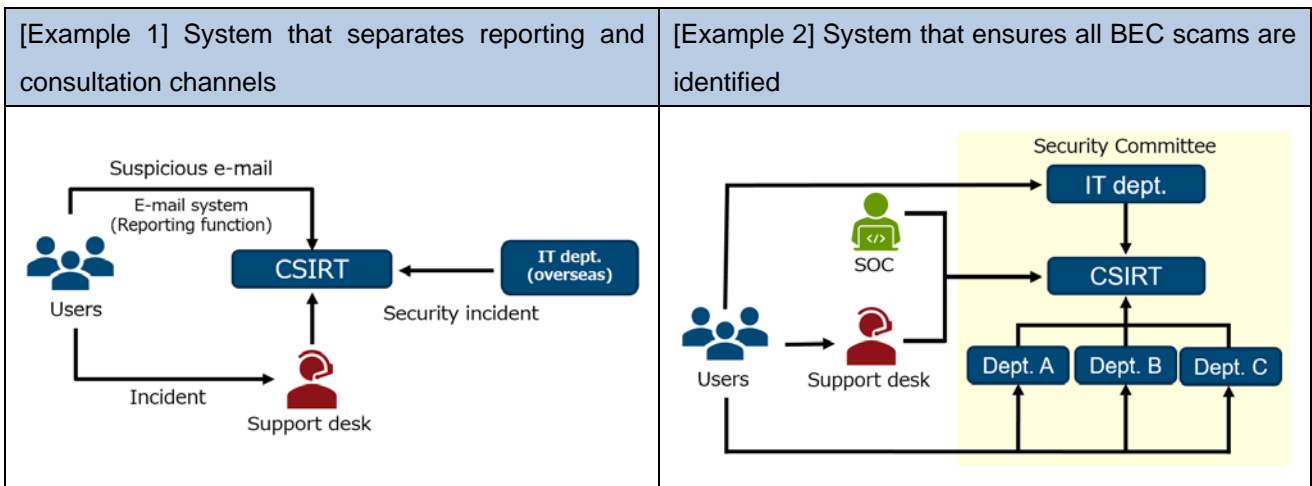 [Example 1] System that separates reporting and
consultation channels
[Example 2] System that ensures all BEC scams are
identified
Suspicious e-mail
E-mail system
(Reporting function)
Users
CSIRT
IT dept.
(overseas)
Security incident
Incident
Support desk
Security Committee
IT dept.
</>
SOC
CSIRT
Users
Support desk
Dept. A
Dept. B
Dept. C